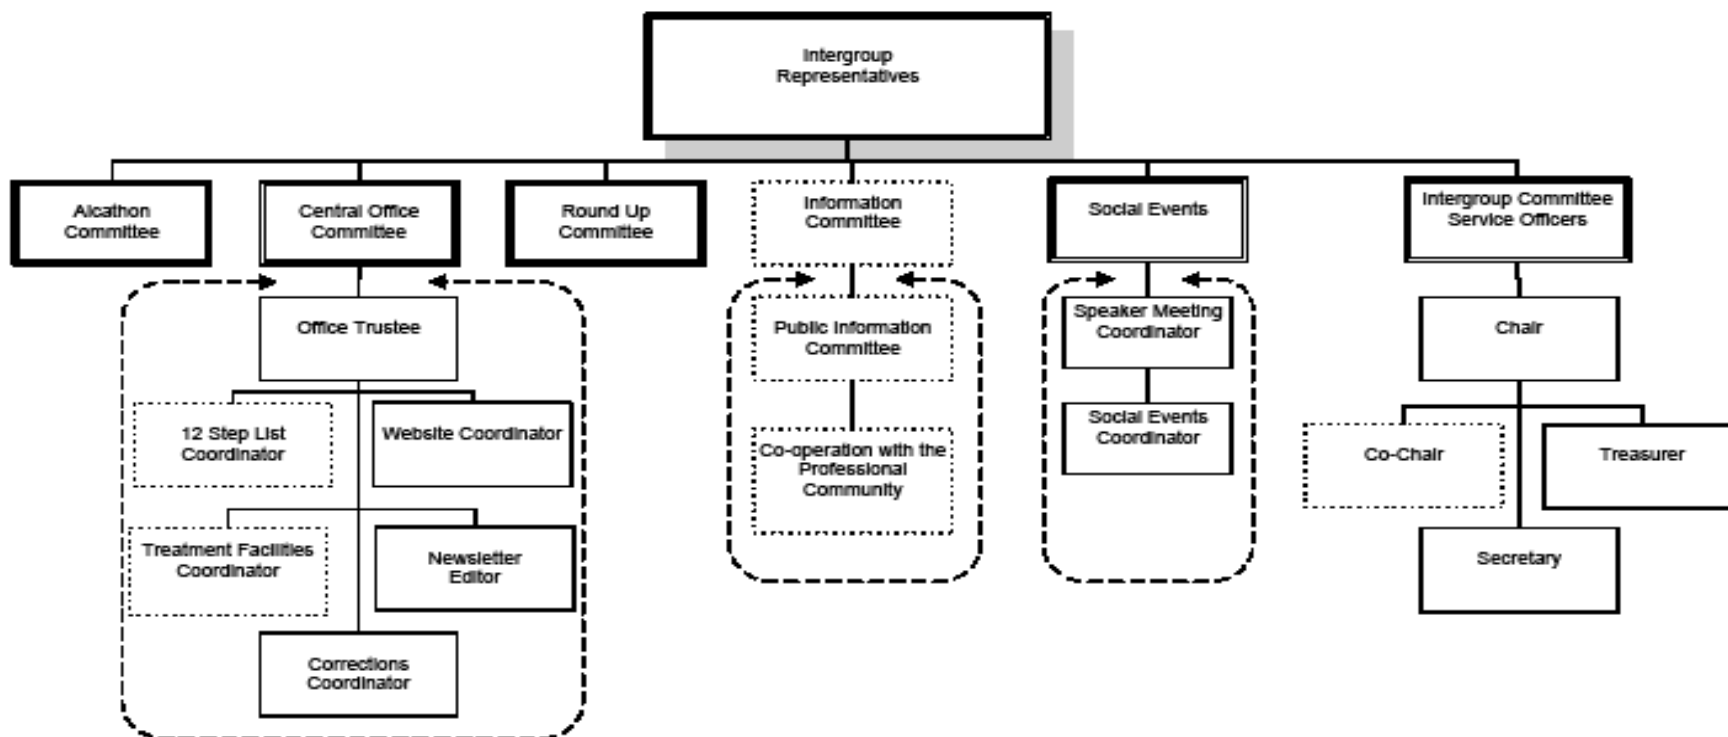 Intergroup
Representatives
Alcathon
Committee
Central Office
Committee
Round Up
Committee
Information
Committee
Social Events
Intergroup Committee
Service Officers
Office Trustee
Public Information
Committee
Speaker Meeting
Coordinator
Chair
12 Step List
Coordinator
Website Coordinator
Co-operation with the
Professional
Community
Social Events
Coordinator
Co-Chair
Treasurer
Treatment Facilities
Coordinator
Newsletter
Editor
Secretary
Corrections
Coordinator